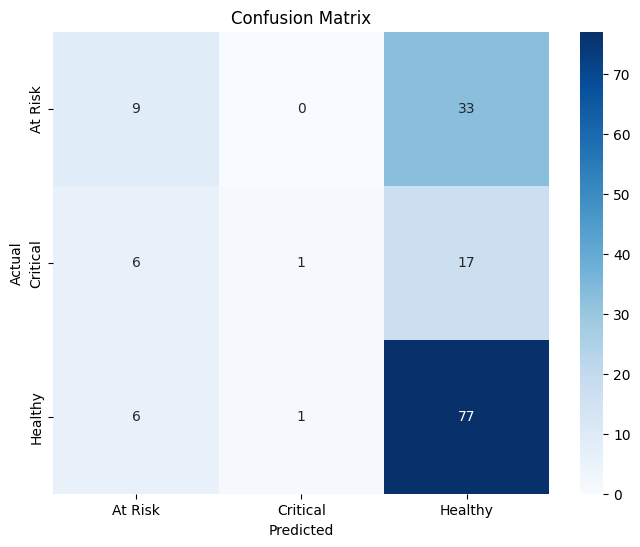 Confusion Matrix
At Risk
9 0 33
Critical
6 1 17
Healthy
6 1 77
Actual
At Risk Critical Healthy
Predicted
70
60
50
40
30
20
10
0